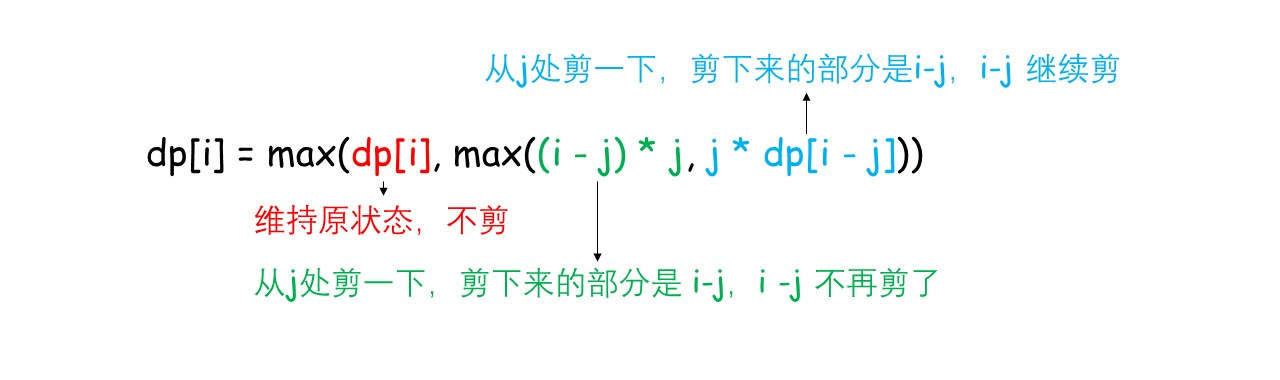 从j处剪一下，剪下来的部分是i-j，i-j 继续剪
dp[i] = max(dp[i], max((i - j) * j, j * dp[i - j]))
维持原状态，不剪
从j处剪一下，剪下来的部分是 i-j，i -j 不再剪了